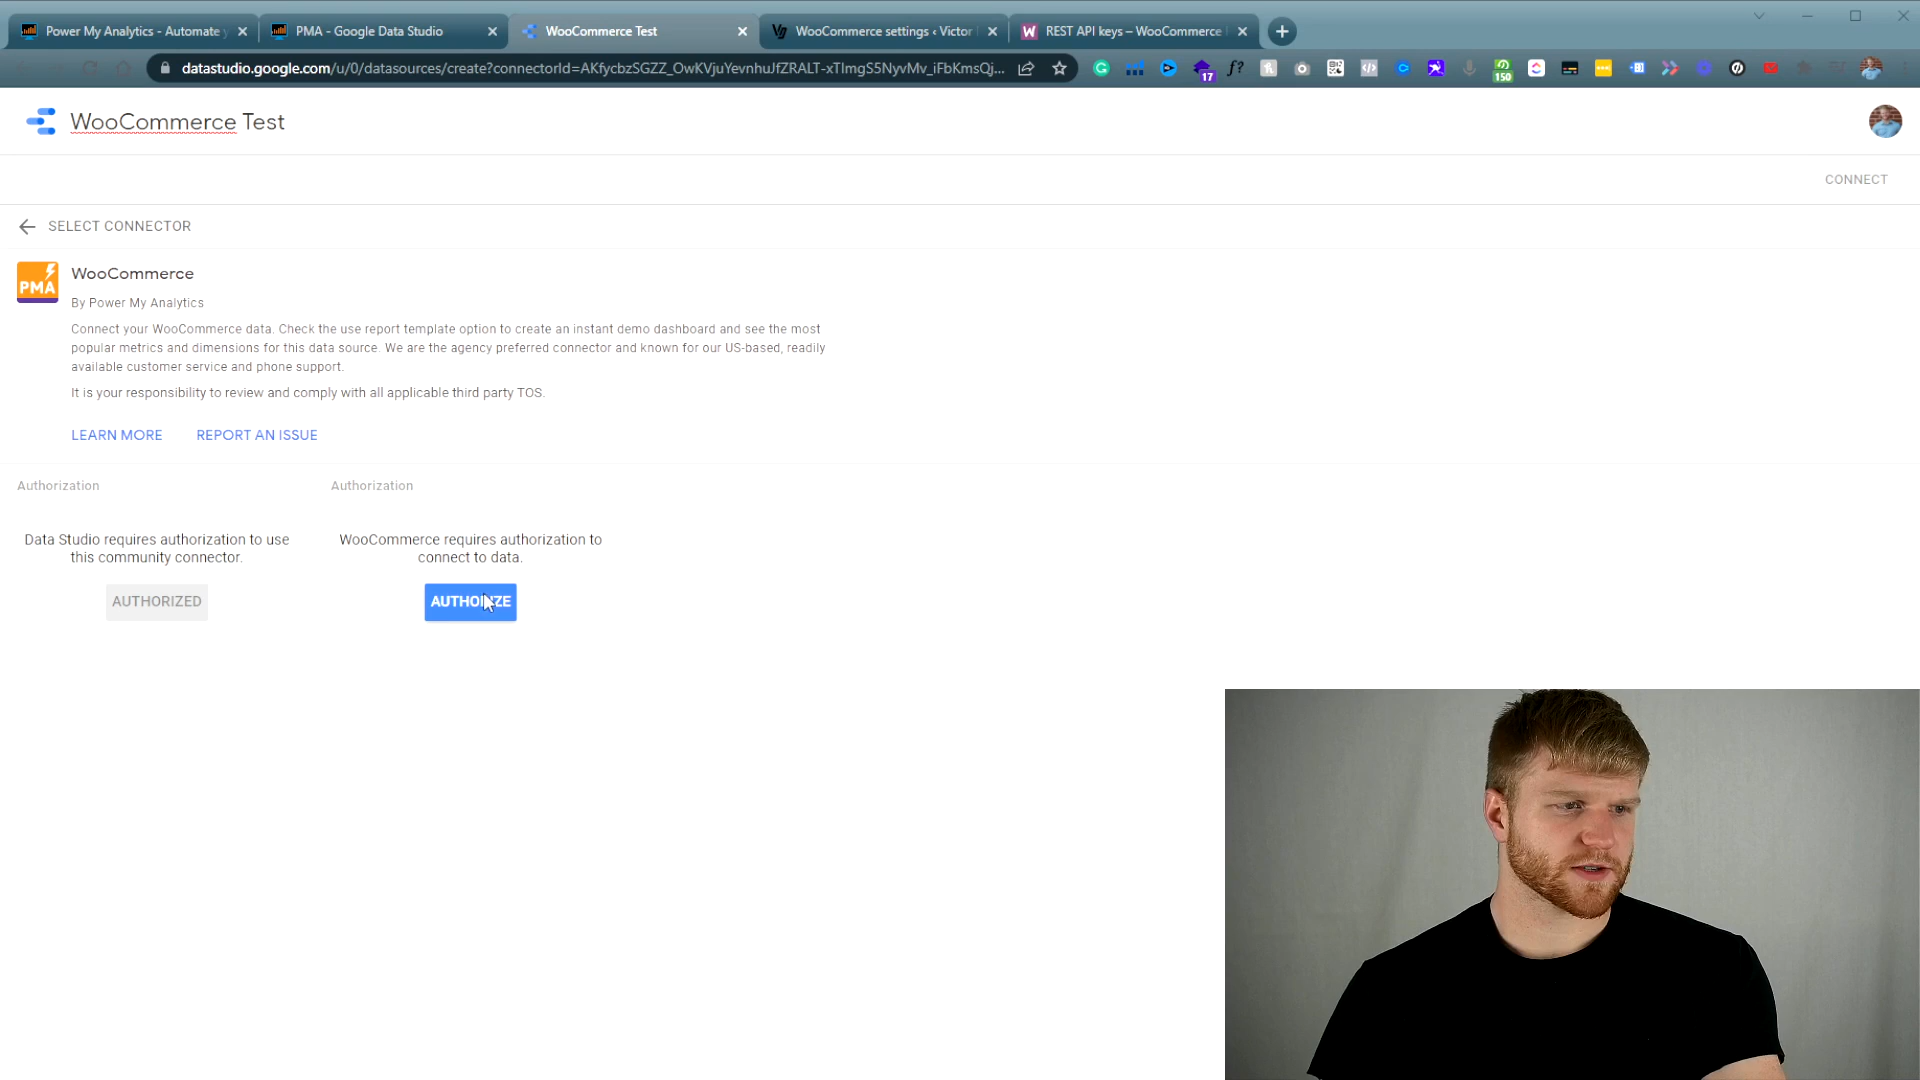 Power My Analytics - Automate y
PMA - Google Data Studio
WooCommerce Test
WooCommerce settings ‹ Victor
REST API keys – WooCommerce
datastudio.google.com/u/0/datasources/create?connectorId=AKfycbzSGZZ_OwKVjuYevnhuJfZRALT-xTlmgS5NyvMv_iFbKmsQj...
17
f?
150
WooCommerce Test
CONNECT
SELECT CONNECTOR
PMA
WooCommerce
By Power My Analytics
Connect your WooCommerce data. Check the use report template option to create an instant demo dashboard and see the most
popular metrics and dimensions for this data source. We are the agency preferred connector and known for our US-based, readily
available customer service and phone support.
It is your responsibility to review and comply with all applicable third party TOS.
LEARN MORE
REPORT AN ISSUE
Authorization
Authorization
Data Studio requires authorization to use
this community connector.
WooCommerce requires authorization to
connect to data.
AUTHORIZED
AUTHORIZE